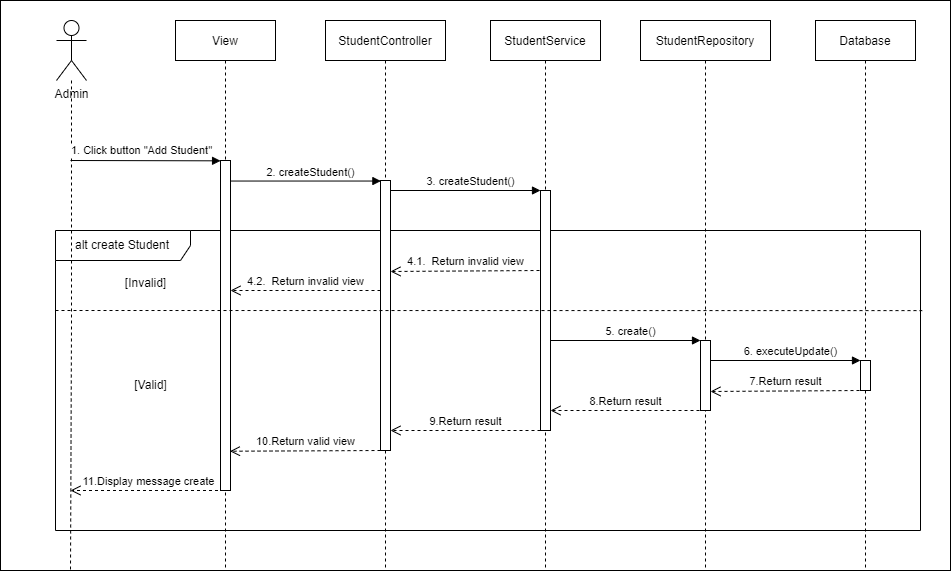 View
StudentController
StudentService
StudentRepository
Database
Admin
1. Click button "Add Student"
2. createStudent()
3. createStudent()
alt create Student
4.1. Return invalid view
[Invalid]
4.2. Return invalid view
5. create()
6. executeUpdate()
[Valid]
7.Return result
8.Return result
9.Return result
10.Return valid view
11.Display message create